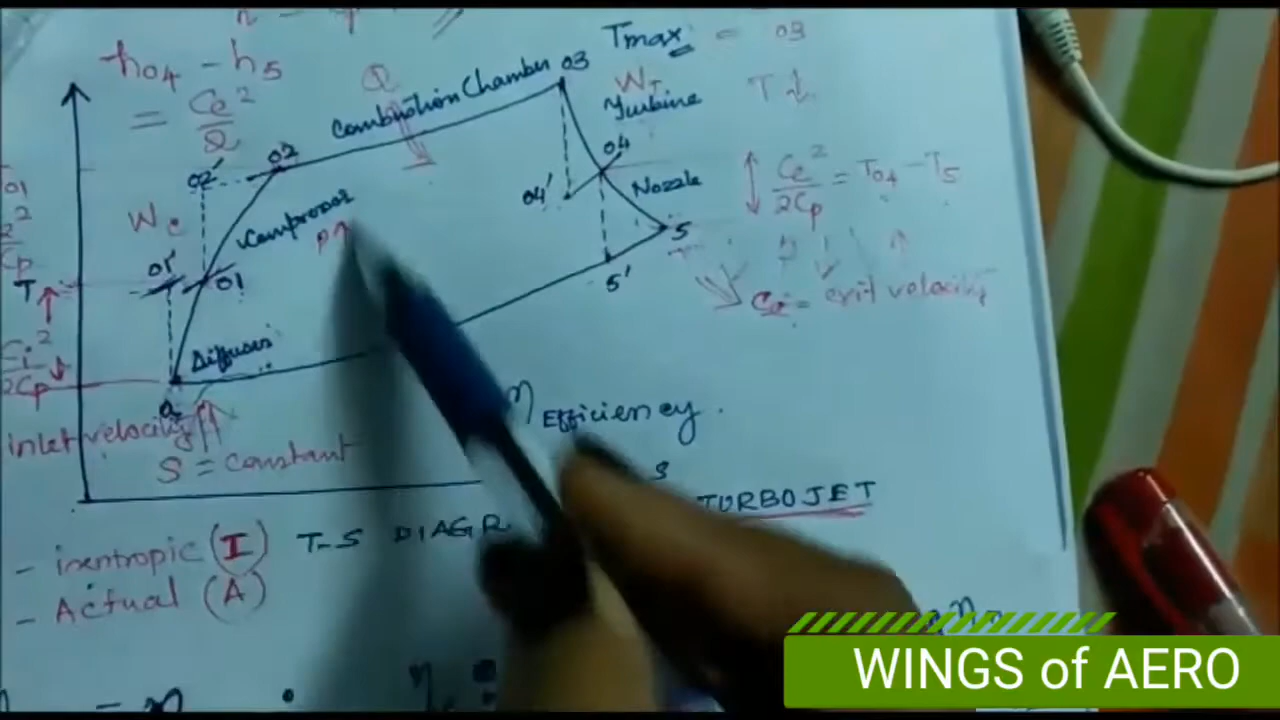 h04 - h5
= Ce²/2
Tmax = 03
Q
Combustion Chamber 03
WT
Turbine
T↓
02' 02
04
04'
Nozzle
Ce²/2Cp = T04 - T5
T01
Wc
Compressor
P↑
01' 01
T
5
5'
Ce = exit velocity
Ci²/2Cp
Diffuser
a
inlet velocity
S = constant
η Efficiency.
S
TURBOJET
- inentropic (I) T-S DIAGR
- Actual (A)
WINGS of AERO